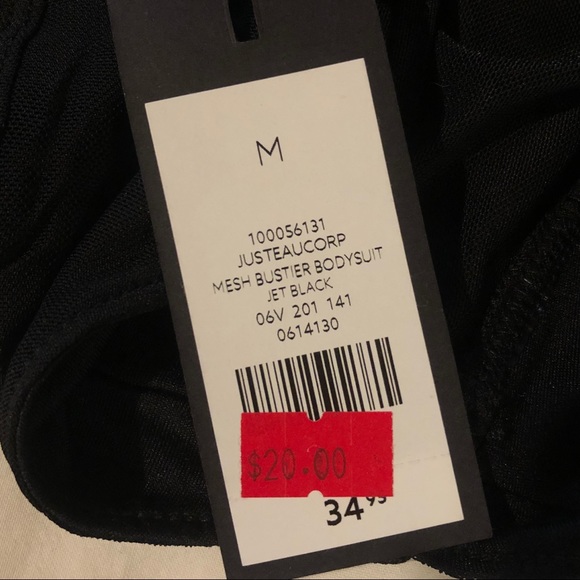 M
100056131
JUSTEAUCORP
MESH BUSTIER BODYSUIT
JET BLACK
06V 201 141
0614130
$20.00
34 95